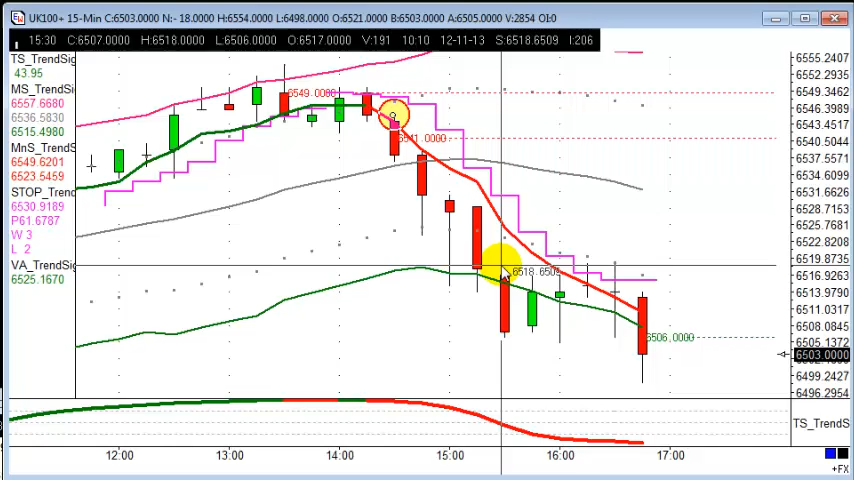 UK100+ 15-Min C:6503.0000 N:- 18.0000 H:6554.0000 L:6498.0000 O:6521.0000 B:6503.0000 A:6505.0000 V:2854 OI:0
15:30 C:6507.0000 H:6518.0000 L:6506.0000 O:6517.0000 V:191 10:10 12-11-13 S:6518.6509 I:206
TS_TrendSig
43.95
MS_TrendSig
6557.6680
6536.5830
6515.4980
MnS_TrendSi
6549.6201
6523.5459
STOP_Trend
6530.9189
P61.6787
W 3
L 2
VA_TrendSig
6525.1670
6549.0000
6541.0000
6518.6509
6506.0000
6555.2407
6552.2935
6549.3462
6546.3989
6543.4517
6540.5044
6537.5571
6534.6099
6531.6626
6528.7153
6525.7681
6522.8208
6519.8735
6516.9263
6513.9790
6511.0317
6508.0845
6505.1372
6503.0000
6499.2427
6496.2954
TS_TrendS
12:00 13:00 14:00 15:00 16:00 17:00
+FX